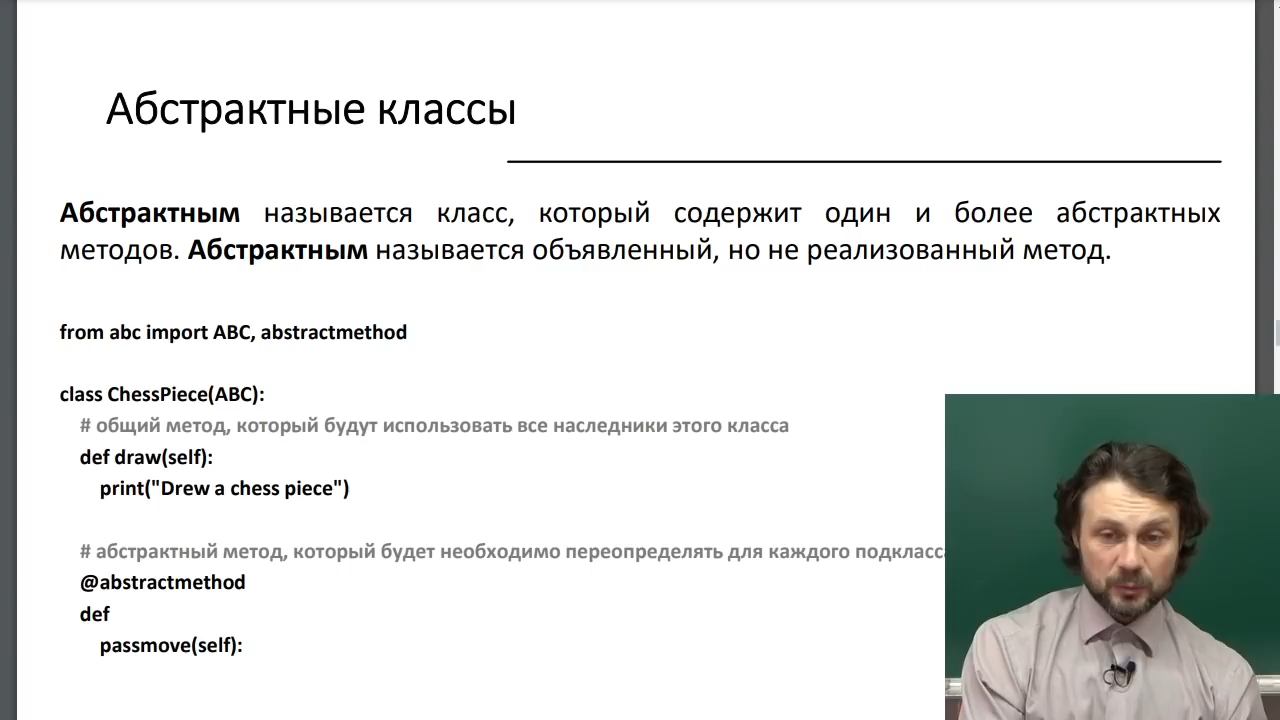 Абстрактные классы
Абстрактным называется класс, который содержит один и более абстрактных
методов. Абстрактным называется объявленный, но не реализованный метод.
from abc import ABC, abstractmethod
class ChessPiece(ABC):
# общий метод, который будут использовать все наследники этого класса
def draw(self):
print("Drew a chess piece")
# абстрактный метод, который будет необходимо переопределять для каждого подкласса
@abstractmethod
def
passmove(self):